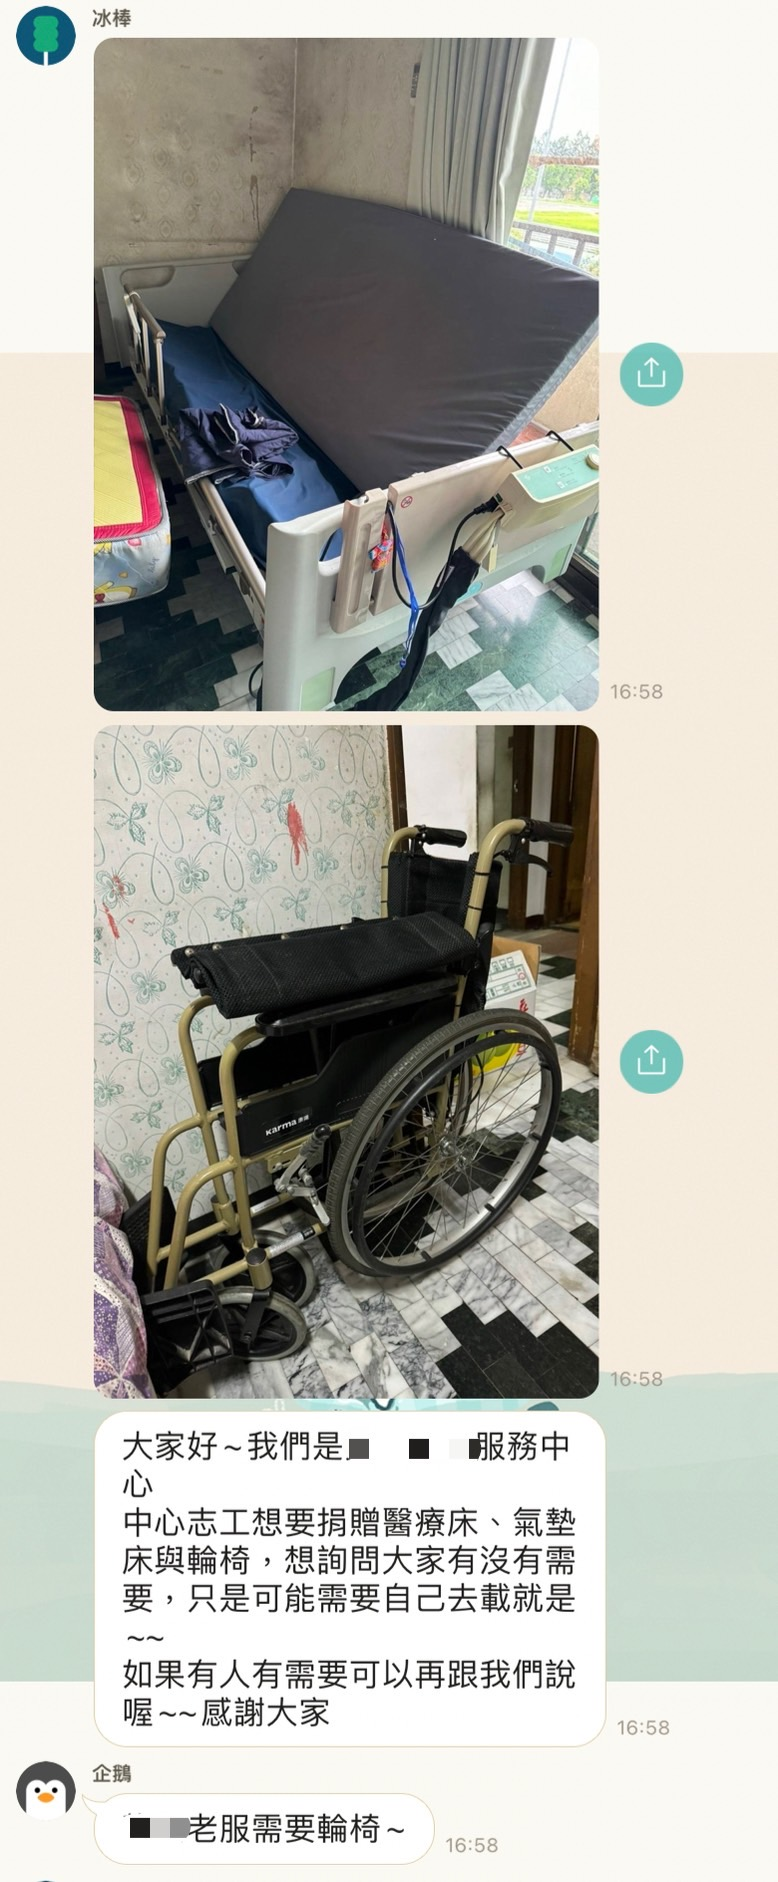 冰棒
16:58
Karma 康揚
16:58
大家好~我們是 服務中
心
中心志工想要捐贈醫療床、氣墊
床與輪椅,想詢問大家有沒有需
要,只是可能需要自己去載就是
~~
如果有人有需要可以再跟我們說
喔~~感謝大家
16:58
企鵝
老服需要輪椅~
16:58